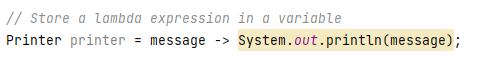 // Store a lambda expression in a variable
Printer printer = message -> System.out.println(message);